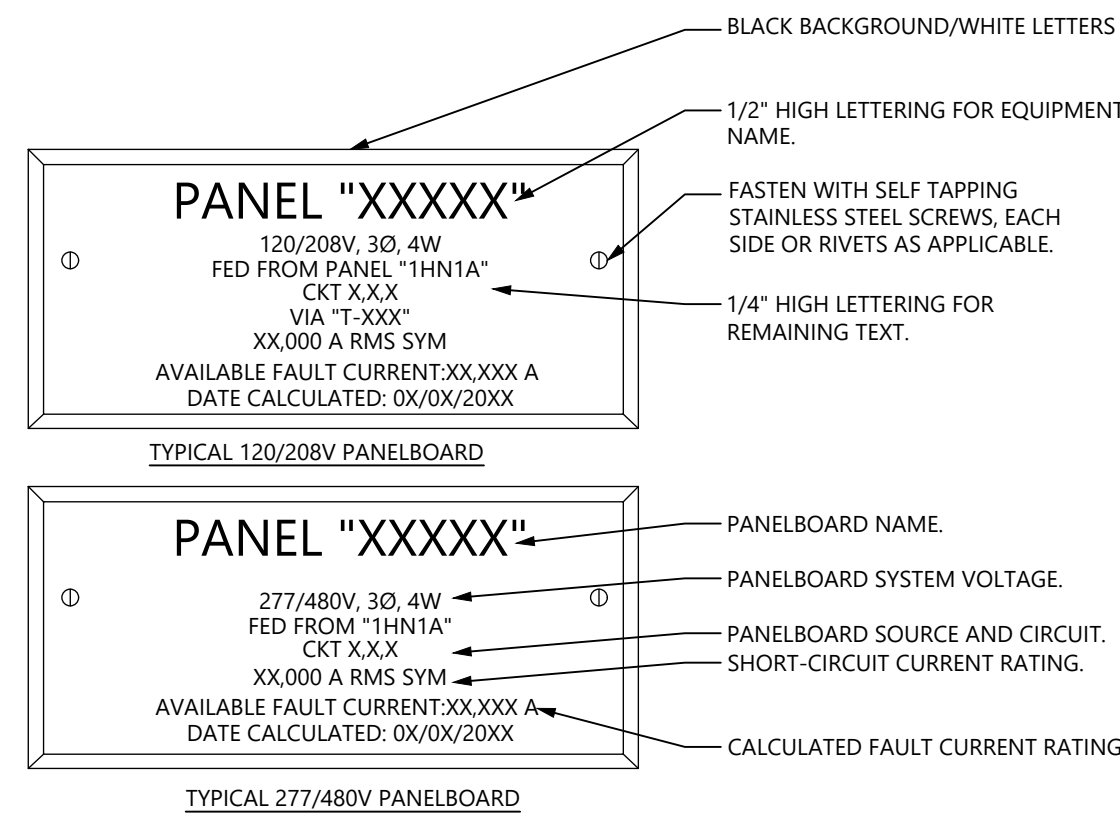 BLACK BACKGROUND/WHITE LETTERS
1/2" HIGH LETTERING FOR EQUIPMENT
NAME.
FASTEN WITH SELF TAPPING
STAINLESS STEEL SCREWS, EACH
SIDE OR RIVETS AS APPLICABLE.
1/4" HIGH LETTERING FOR
REMAINING TEXT.
PANEL "XXXXX"
120/208V, 3Ø, 4W
FED FROM PANEL "1HN1A"
CKT X,X,X
VIA "T-XXX"
XX,000 A RMS SYM
AVAILABLE FAULT CURRENT:XX,XXX A
DATE CALCULATED: 0X/0X/20XX
TYPICAL 120/208V PANELBOARD
PANEL "XXXXX"
277/480V, 3Ø, 4W
FED FROM "1HN1A"
CKT X,X,X
XX,000 A RMS SYM
AVAILABLE FAULT CURRENT:XX,XXX A
DATE CALCULATED: 0X/0X/20XX
PANELBOARD NAME.
PANELBOARD SYSTEM VOLTAGE.
PANELBOARD SOURCE AND CIRCUIT.
SHORT-CIRCUIT CURRENT RATING.
CALCULATED FAULT CURRENT RATING
TYPICAL 277/480V PANELBOARD